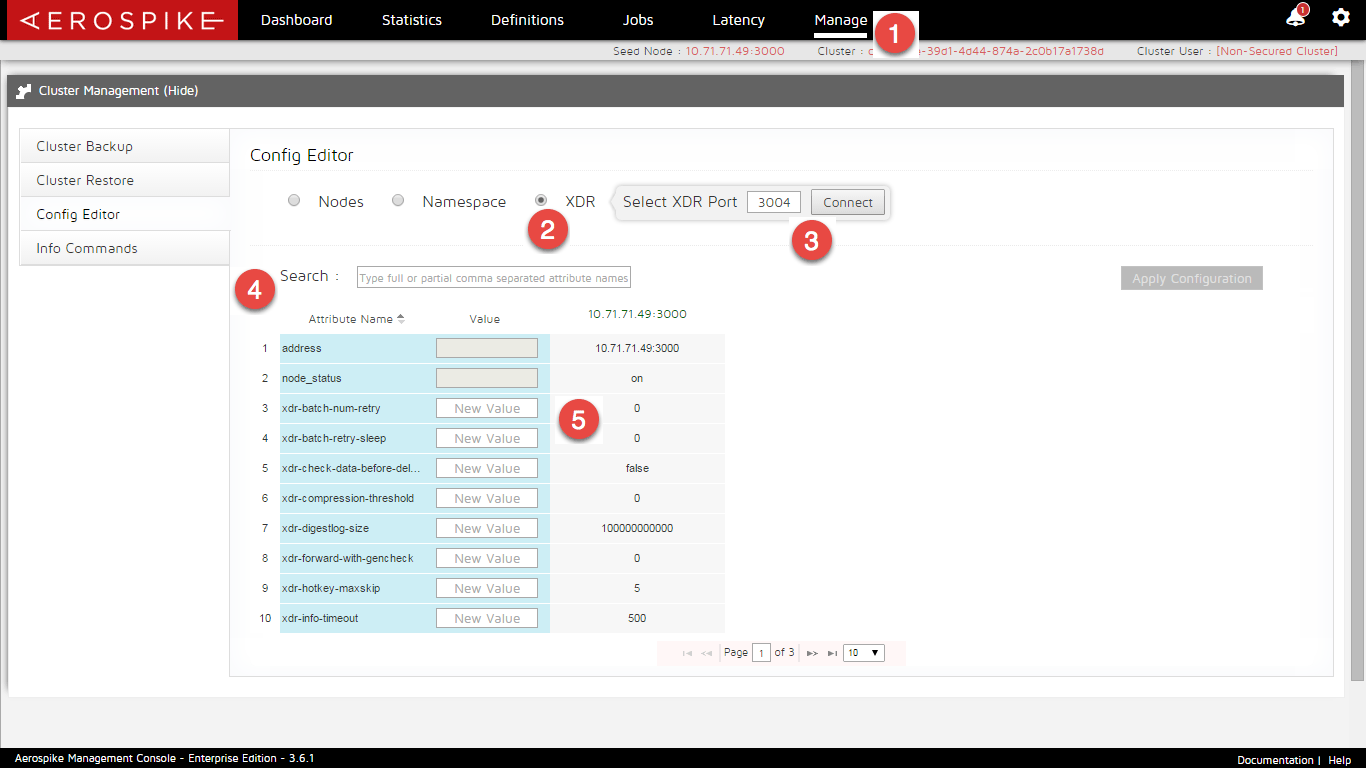 AEROSPIKE Dashboard Statistics Definitions Jobs Latency Manage 1 1
Seed Node : 10.71.71.49:3000 Cluster : -39d1-4d44-874a-2c0b17a1738d Cluster User : [Non-Secured Cluster]
Cluster Management (Hide)
Cluster Backup
Cluster Restore
Config Editor
Info Commands
Config Editor
Nodes Namespace XDR Select XDR Port 3004 Connect
2 3
4 Search : Type full or partial comma separated attribute names Apply Configuration
Attribute Name Value 10.71.71.49:3000
1 address 10.71.71.49:3000
2 node_status on
3 xdr-batch-num-retry New Value 5 0
4 xdr-batch-retry-sleep New Value 0
5 xdr-check-data-before-del... New Value false
6 xdr-compression-threshold New Value 0
7 xdr-digestlog-size New Value 100000000000
8 xdr-forward-with-gencheck New Value 0
9 xdr-hotkey-maxskip New Value 5
10 xdr-info-timeout New Value 500
Page 1 of 3 10
Aerospike Management Console - Enterprise Edition - 3.6.1 Documentation | Help